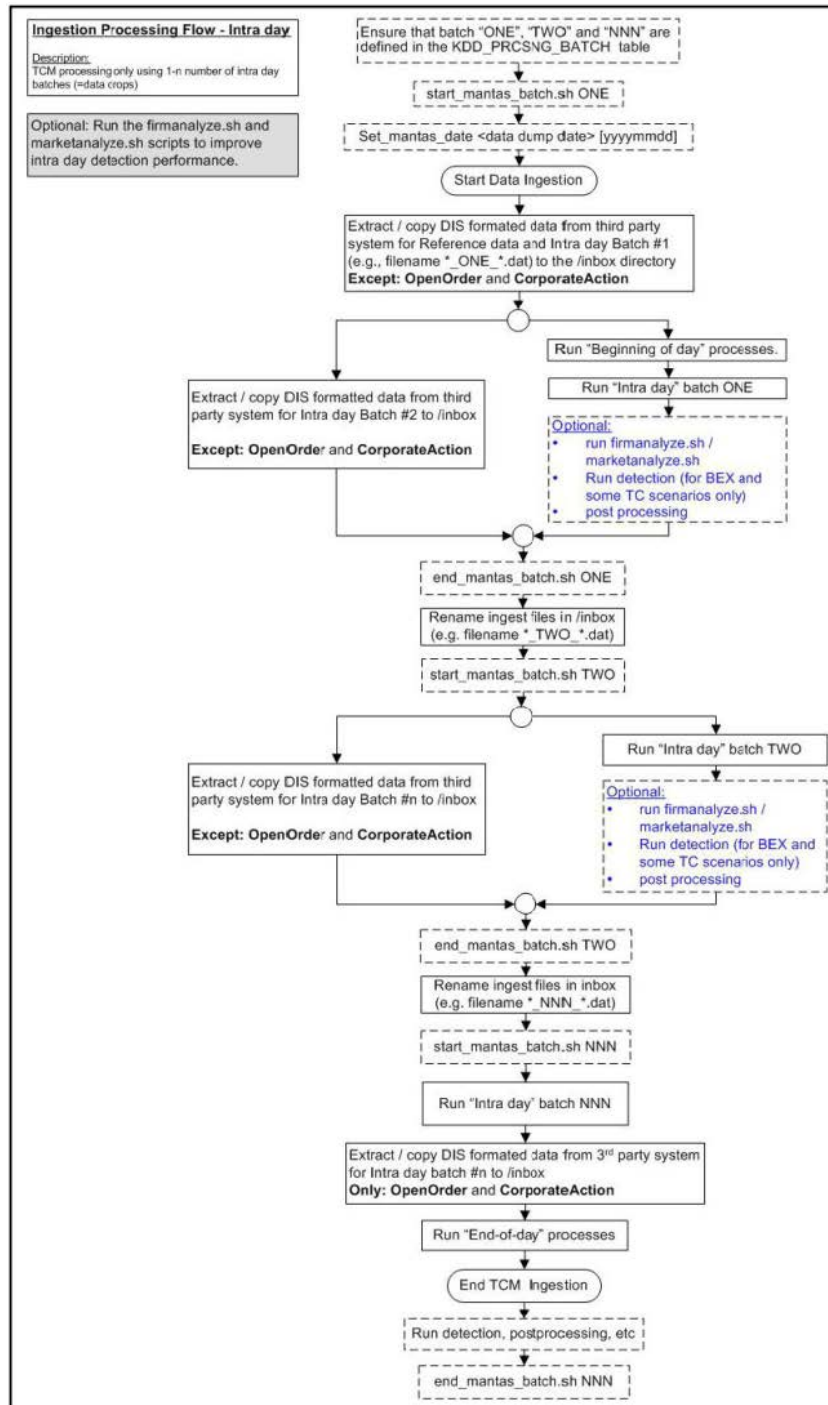 Ingestion Processing Flow - Intra day
Description:
TCM processing only using 1-n number of intra day
batches (=data crops)
Optional: Run the firmanalyze.sh and
marketanalyze.sh scripts to improve
intra day detection performance.
Ensure that batch “ONE”, “TWO” and “NNN” are
defined in the KDD_PRCSNG_BATCH table
start_mantas_batch.sh ONE
Set_mantas_date <data dump date> [yyyymmdd]
Start Data Ingestion
Extract / copy DIS formated data from third party
system for Reference data and Intra day Batch #1
(e.g., filename *_ONE_*.dat) to the /inbox directory
Except: OpenOrder and CorporateAction
Run “Beginning of day” processes.
Run “Intra day” batch ONE
Extract / copy DIS formatted data from third
party system for Intra day Batch #2 to /inbox
Except: OpenOrder and CorporateAction
Optional:
• run firmanalyze.sh /
marketanalyze.sh
• Run detection (for BEX and
some TC scenarios only)
• post processing
end_mantas_batch.sh ONE
Rename ingest files in /inbox
(e.g. filename *_TWO_*.dat)
start_mantas_batch.sh TWO
Run “Intra day” batch TWO
Extract / copy DIS formatted data from third
party system for Intra day Batch #n to /inbox
Except: OpenOrder and CorporateAction
Optional:
• run firmanalyze.sh /
marketanalyze.sh
• Run detection (for BEX and
some TC scenarios only)
• post processing
end_mantas_batch.sh TWO
Rename ingest files in inbox
(e.g. filename *_NNN_*.dat)
start_mantas_batch.sh NNN
Run “Intra day” batch NNN
Extract / copy DIS formated data from 3rd party system
for Intra day batch #n to /inbox
Only: OpenOrder and CorporateAction
Run “End-of-day” processes
End TCM Ingestion
Run detection, postprocessing, etc
end_mantas_batch.sh NNN